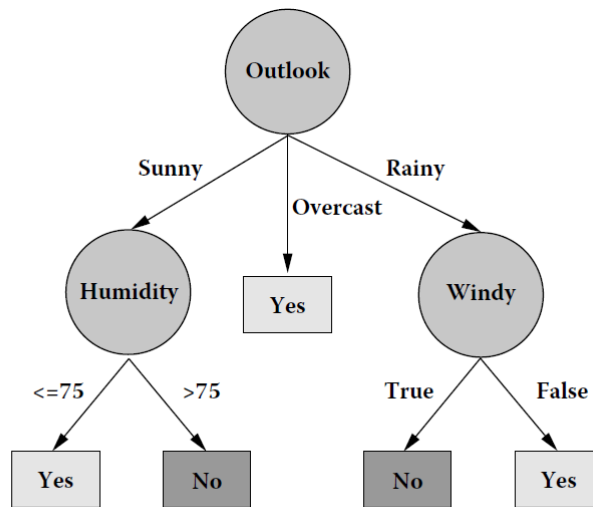 Outlook
Sunny
Rainy
Overcast
Humidity
Yes
Windy
<=75
>75
True
False
Yes
No
No
Yes